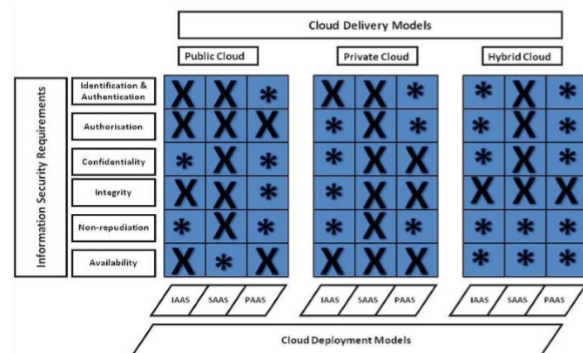 Cloud Delivery Models
Public Cloud
Private Cloud
Hybrid Cloud
Information Security Requirements
Identification &
Authentication
X X * X X * * X *
Authorisation
X X X * X * * X *
Confidentiality
* X * * X X * X *
Integrity
X X * * X X X X X
Non-repudiation
* X * * X * * * *
Availability
X * X X X X * * *
IAAS SAAS PAAS IAAS SAAS PAAS IAAS SAAS PAAS
Cloud Deployment Models